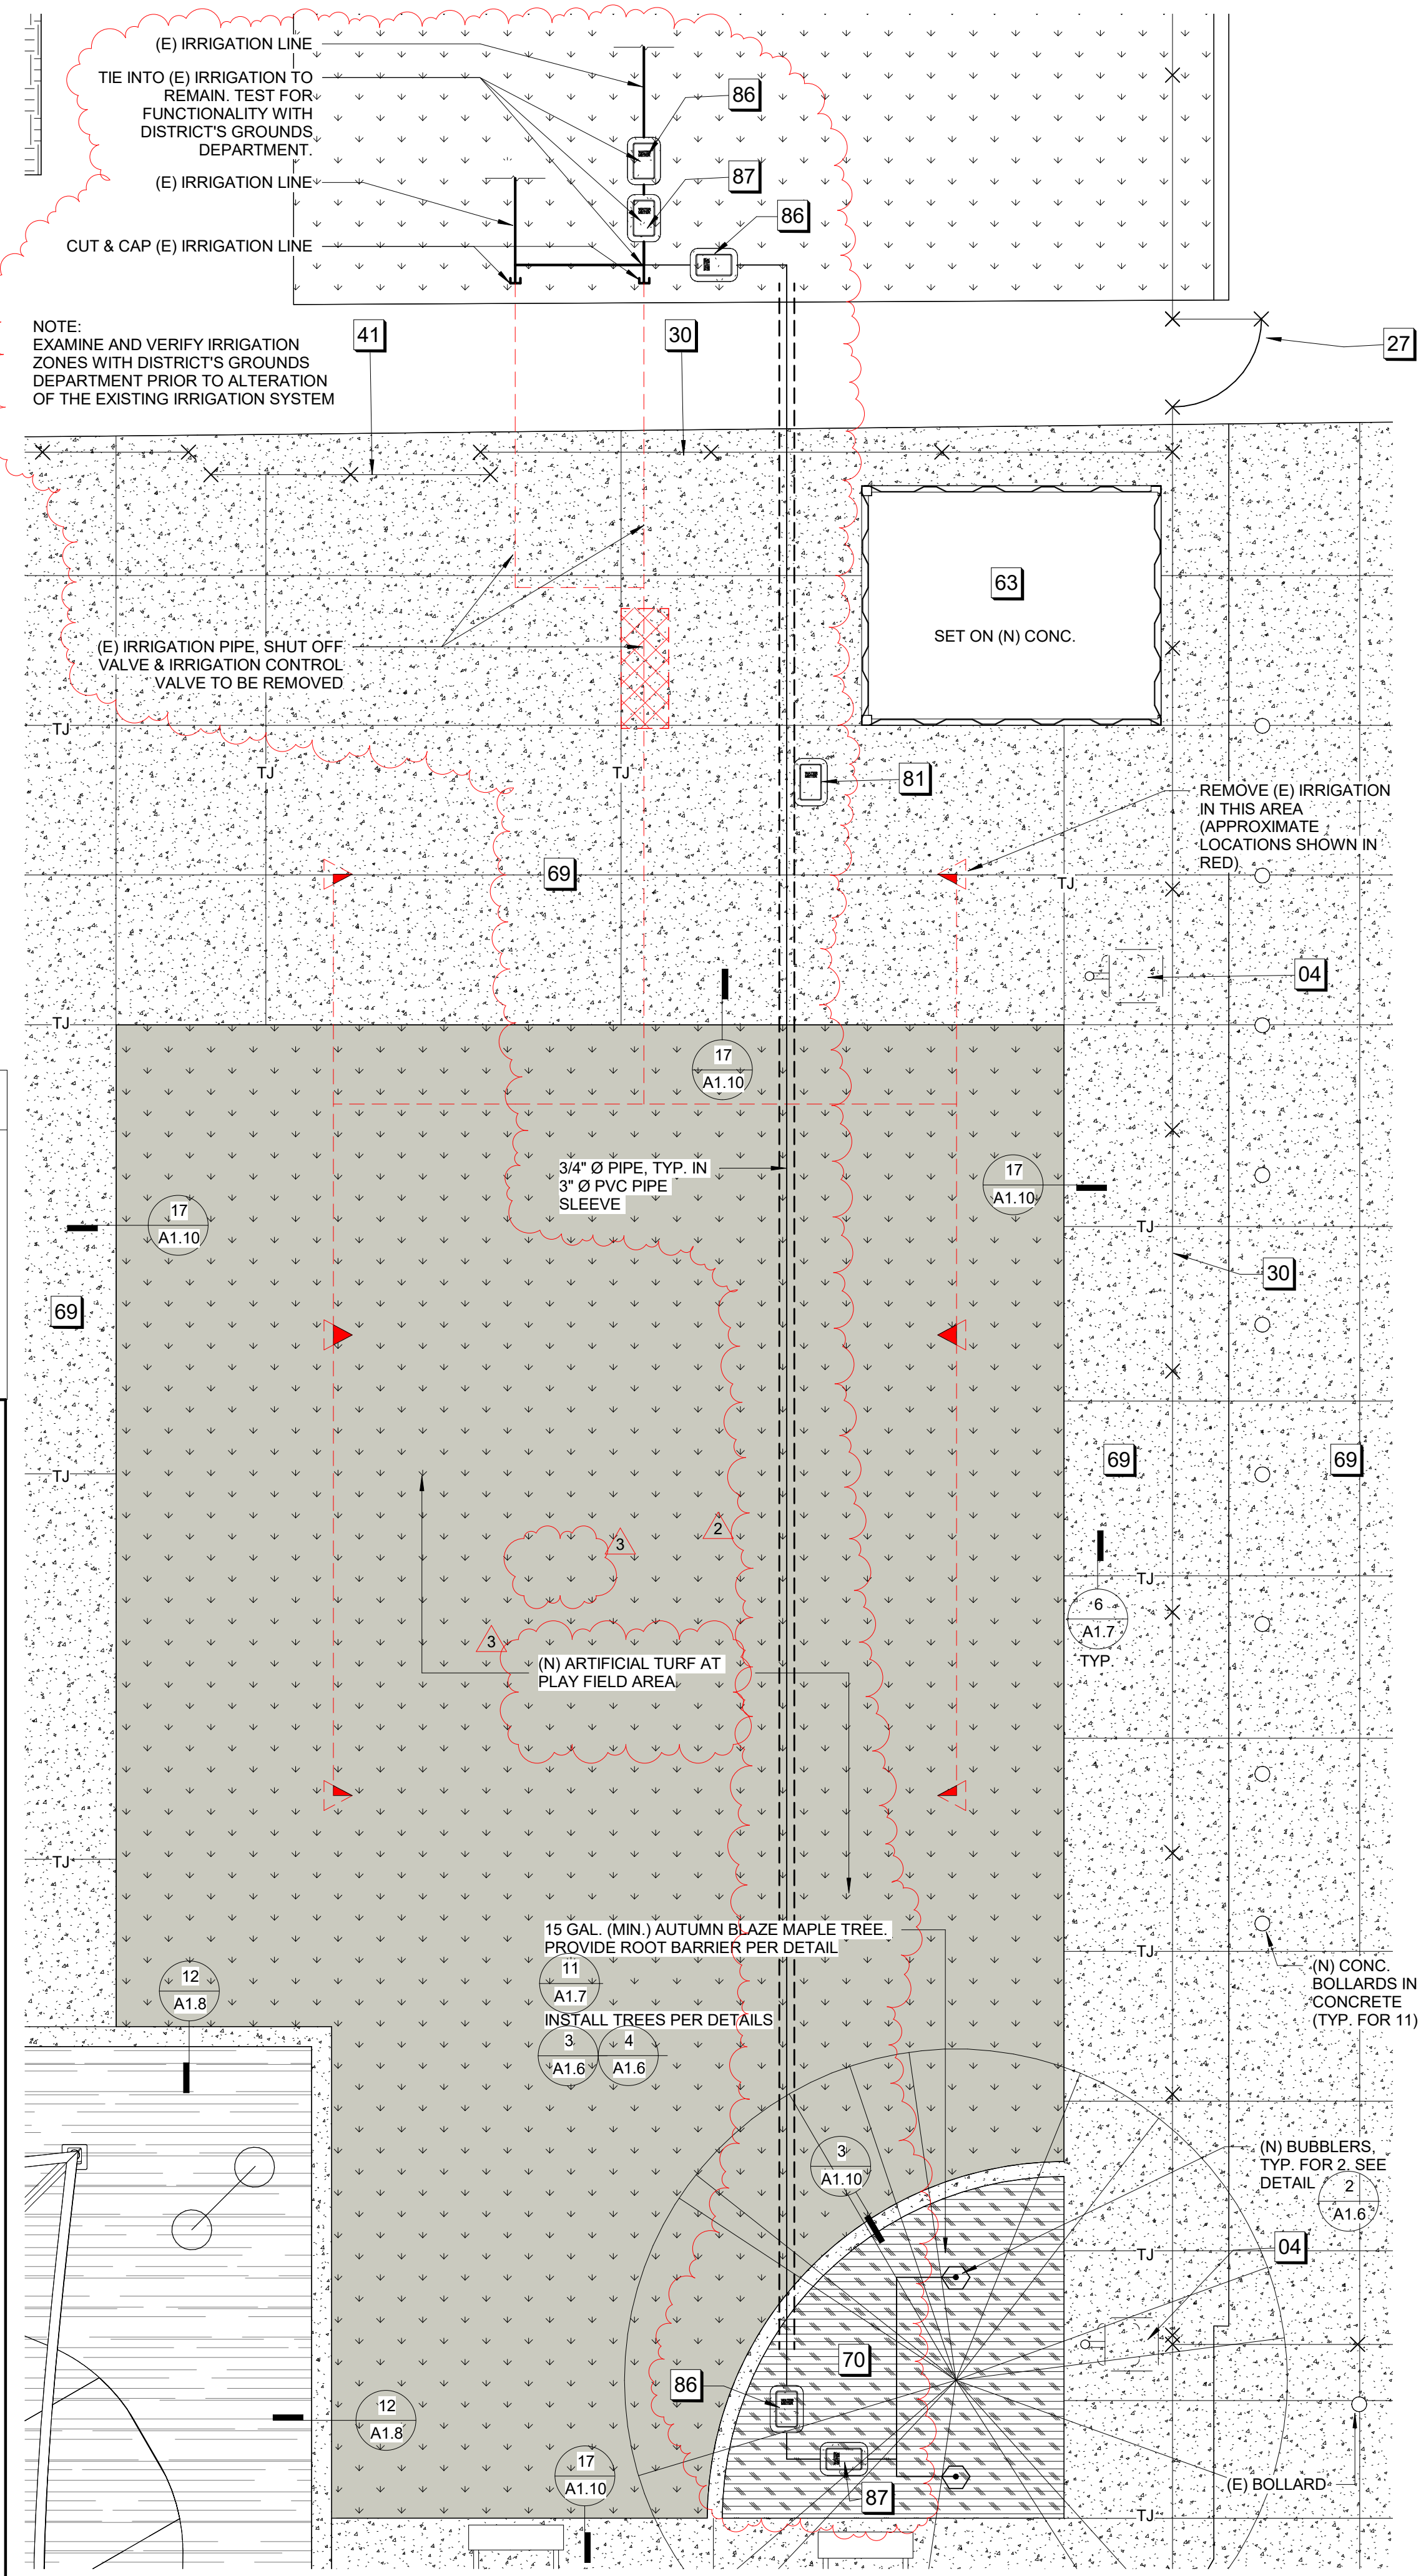 (E) IRRIGATION LINE
TIE INTO (E) IRRIGATION TO
REMAIN. TEST FOR
FUNCTIONALITY WITH
DISTRICT'S GROUNDS
DEPARTMENT.
86
87
(E) IRRIGATION LINE
86
CUT & CAP (E) IRRIGATION LINE
NOTE:
EXAMINE AND VERIFY IRRIGATION
ZONES WITH DISTRICT'S GROUNDS
DEPARTMENT PRIOR TO ALTERATION
OF THE EXISTING IRRIGATION SYSTEM
41
30
27
63
SET ON (N) CONC.
(E) IRRIGATION PIPE, SHUT OFF
VALVE & IRRIGATION CONTROL
VALVE TO BE REMOVED
TJ
TJ
TJ
81
REMOVE (E) IRRIGATION
IN THIS AREA
(APPROXIMATE
LOCATIONS SHOWN IN
RED)
69
TJ
04
TJ
17
A1.10
3/4" Ø PIPE, TYP. IN
3" Ø PVC PIPE
SLEEVE
17
A1.10
17
A1.10
TJ
30
69
69
69
TJ
2
3
TJ
6
A1.7
TYP.
3
(N) ARTIFICIAL TURF AT
PLAY FIELD AREA
TJ
15 GAL. (MIN.) AUTUMN BLAZE MAPLE TREE.
PROVIDE ROOT BARRIER PER DETAIL
11
A1.7
INSTALL TREES PER DETAILS
3
A1.6
4
A1.6
12
A1.8
TJ
(N) CONC.
BOLLARDS IN
CONCRETE
(TYP. FOR 11)
3
A1.10
(N) BUBBLERS,
TYP. FOR 2. SEE
DETAIL
2
A1.6
TJ
04
70
86
12
A1.8
17
A1.10
87
(E) BOLLARD
TJ